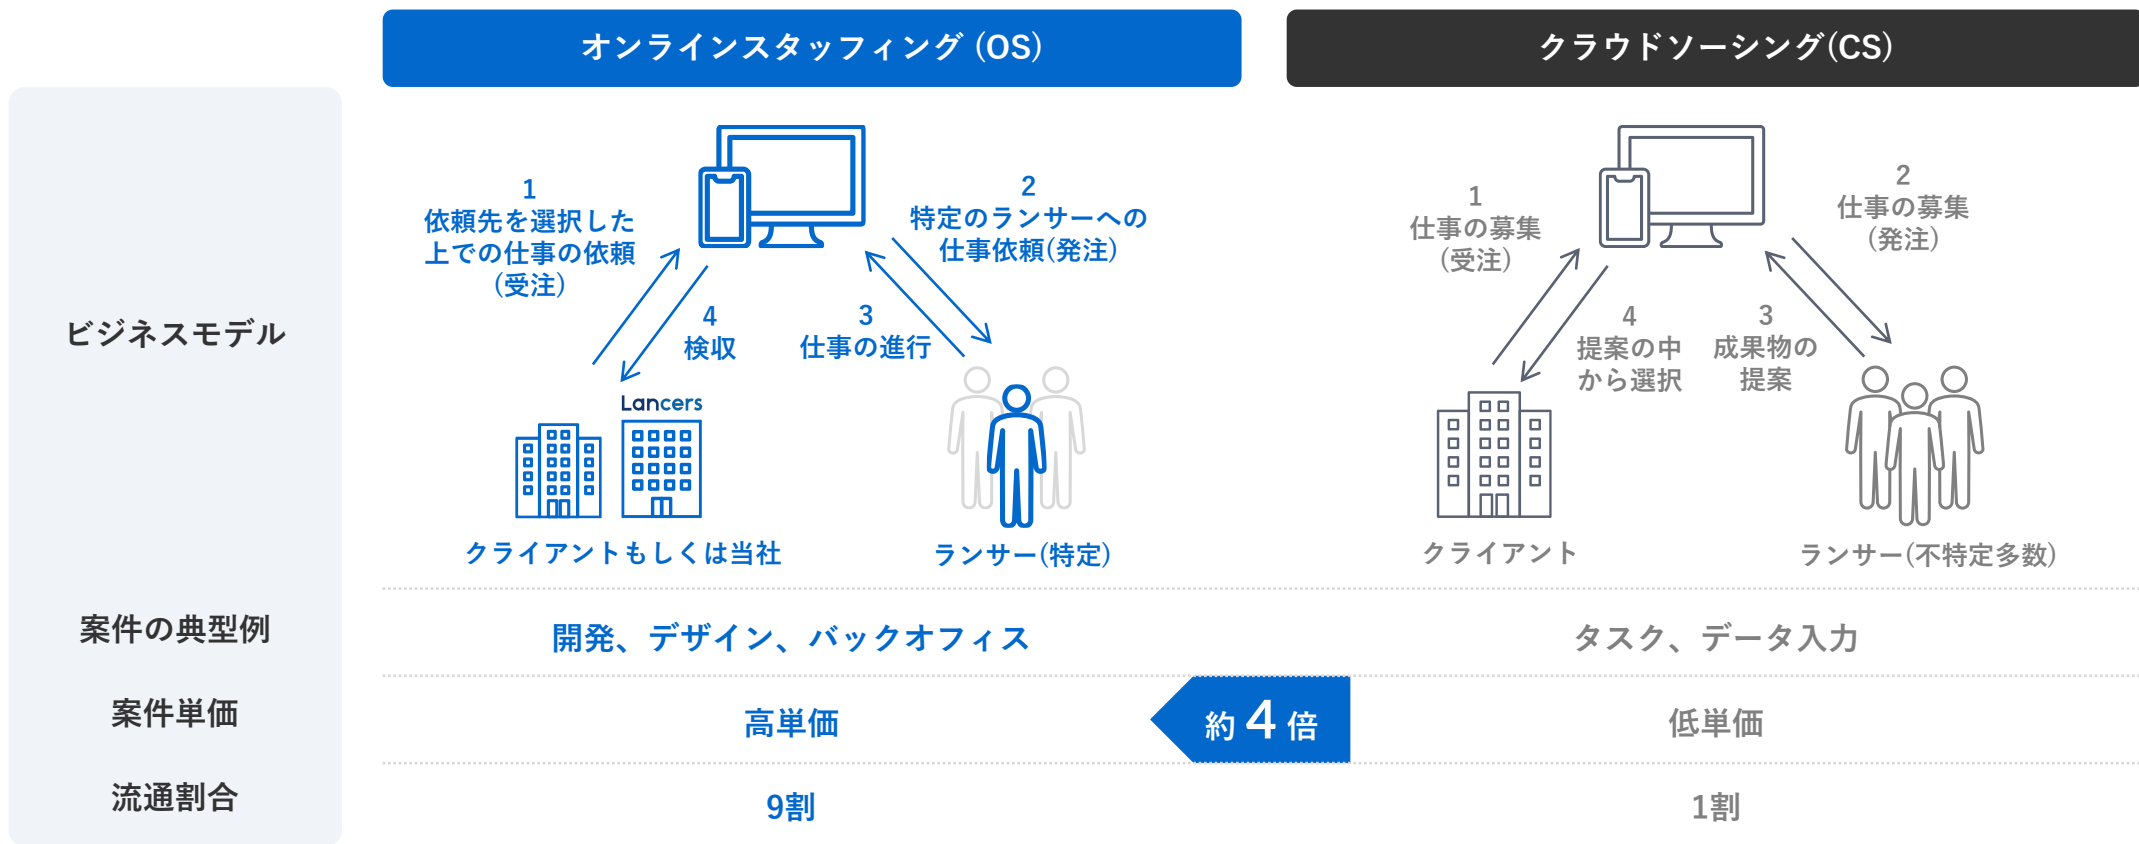 オンラインスタッフィング (OS)
クラウドソーシング(CS)
ビジネスモデル
1
依頼先を選択した
上での仕事の依頼
(受注)
2
特定のランサーへの
仕事依頼(発注)
4
検収
3
仕事の進行
Lancers
クライアントもしくは当社
ランサー(特定)
1
仕事の募集
(受注)
2
仕事の募集
(発注)
4
提案の中
から選択
3
成果物の
提案
クライアント
ランサー(不特定多数)
案件の典型例
開発、デザイン、バックオフィス
タスク、データ入力
案件単価
高単価
約 4 倍
低単価
流通割合
9割
1割